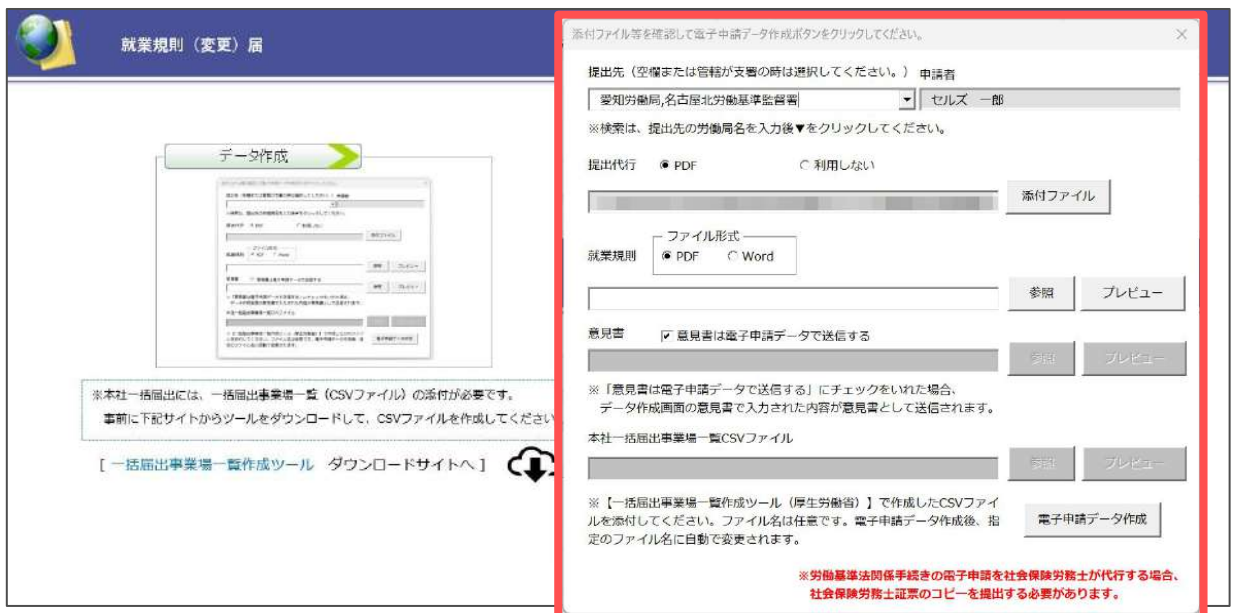 就業規則（変更）届
データ作成
※本社一括届出には、一括届出事業場一覧（CSVファイル）の添付が必要です。
事前に下記サイトからツールをダウンロードして、CSVファイルを作成してください
[ 一括届出事業場一覧作成ツール ダウンロードサイトへ ]
添付ファイル等を確認して電子申請データ作成ボタンをクリックしてください。
提出先（空欄または管轄が支署の時は選択してください。） 申請者
愛知労働局,名古屋北労働基準監督署 セルズ 一郎
※検索は、提出先の労働局名を入力後▼をクリックしてください。
提出代行 PDF 利用しない
添付ファイル
ファイル形式
就業規則 PDF Word
参照 プレビュー
意見書 意見書は電子申請データで送信する
参照 プレビュー
※「意見書は電子申請データで送信する」にチェックをいれた場合、
データ作成画面の意見書で入力された内容が意見書として送信されます。
本社一括届出事業場一覧CSVファイル
参照 プレビュー
※【一括届出事業場一覧作成ツール（厚生労働省）】で作成したCSVファイ
ルを添付してください。ファイル名は任意です。電子申請データ作成後、指
定のファイル名に自動で変更されます。
電子申請データ作成
※労働基準法関係手続きの電子申請を社会保険労務士が代行する場合、
社会保険労務士証票のコピーを提出する必要があります。